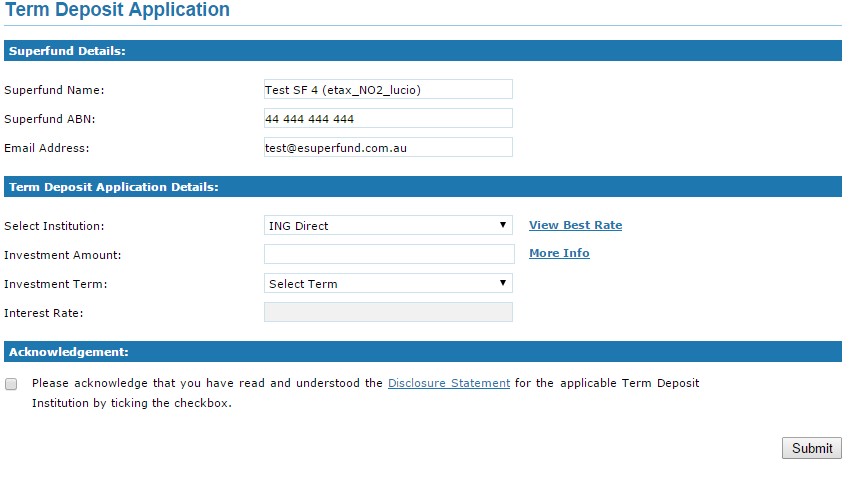 Term Deposit Application
Superfund Details:
Superfund Name: Test SF 4 (etax_NO2_lucio)
Superfund ABN: 44 444 444 444
Email Address: test@esuperfund.com.au
Term Deposit Application Details:
Select Institution: ING Direct View Best Rate
Investment Amount: More Info
Investment Term: Select Term
Interest Rate:
Acknowledgement:
Please acknowledge that you have read and understood the Disclosure Statement for the applicable Term Deposit
Institution by ticking the checkbox.
Submit